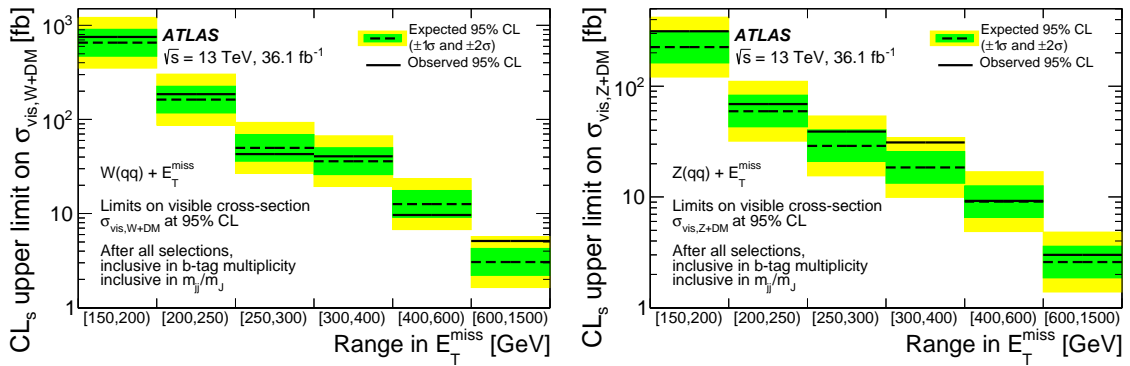 CLₛ upper limit on σ_vis,W+DM [fb]
10³
10²
10
1
ATLAS
√s = 13 TeV, 36.1 fb⁻¹
Expected 95% CL
(±1σ and ±2σ)
Observed 95% CL
W(qq) + E_T^miss
Limits on visible cross-section
σ_vis,W+DM at 95% CL
After all selections,
inclusive in b-tag multiplicity
inclusive in m_jj/m_J
[150,200) [200,250) [250,300) [300,400) [400,600) [600,1500)
Range in E_T^miss [GeV]
CLₛ upper limit on σ_vis,Z+DM [fb]
10²
10
1
ATLAS
√s = 13 TeV, 36.1 fb⁻¹
Expected 95% CL
(±1σ and ±2σ)
Observed 95% CL
Z(qq) + E_T^miss
Limits on visible cross-section
σ_vis,Z+DM at 95% CL
After all selections,
inclusive in b-tag multiplicity
inclusive in m_jj/m_J
[150,200) [200,250) [250,300) [300,400) [400,600) [600,1500)
Range in E_T^miss [GeV]